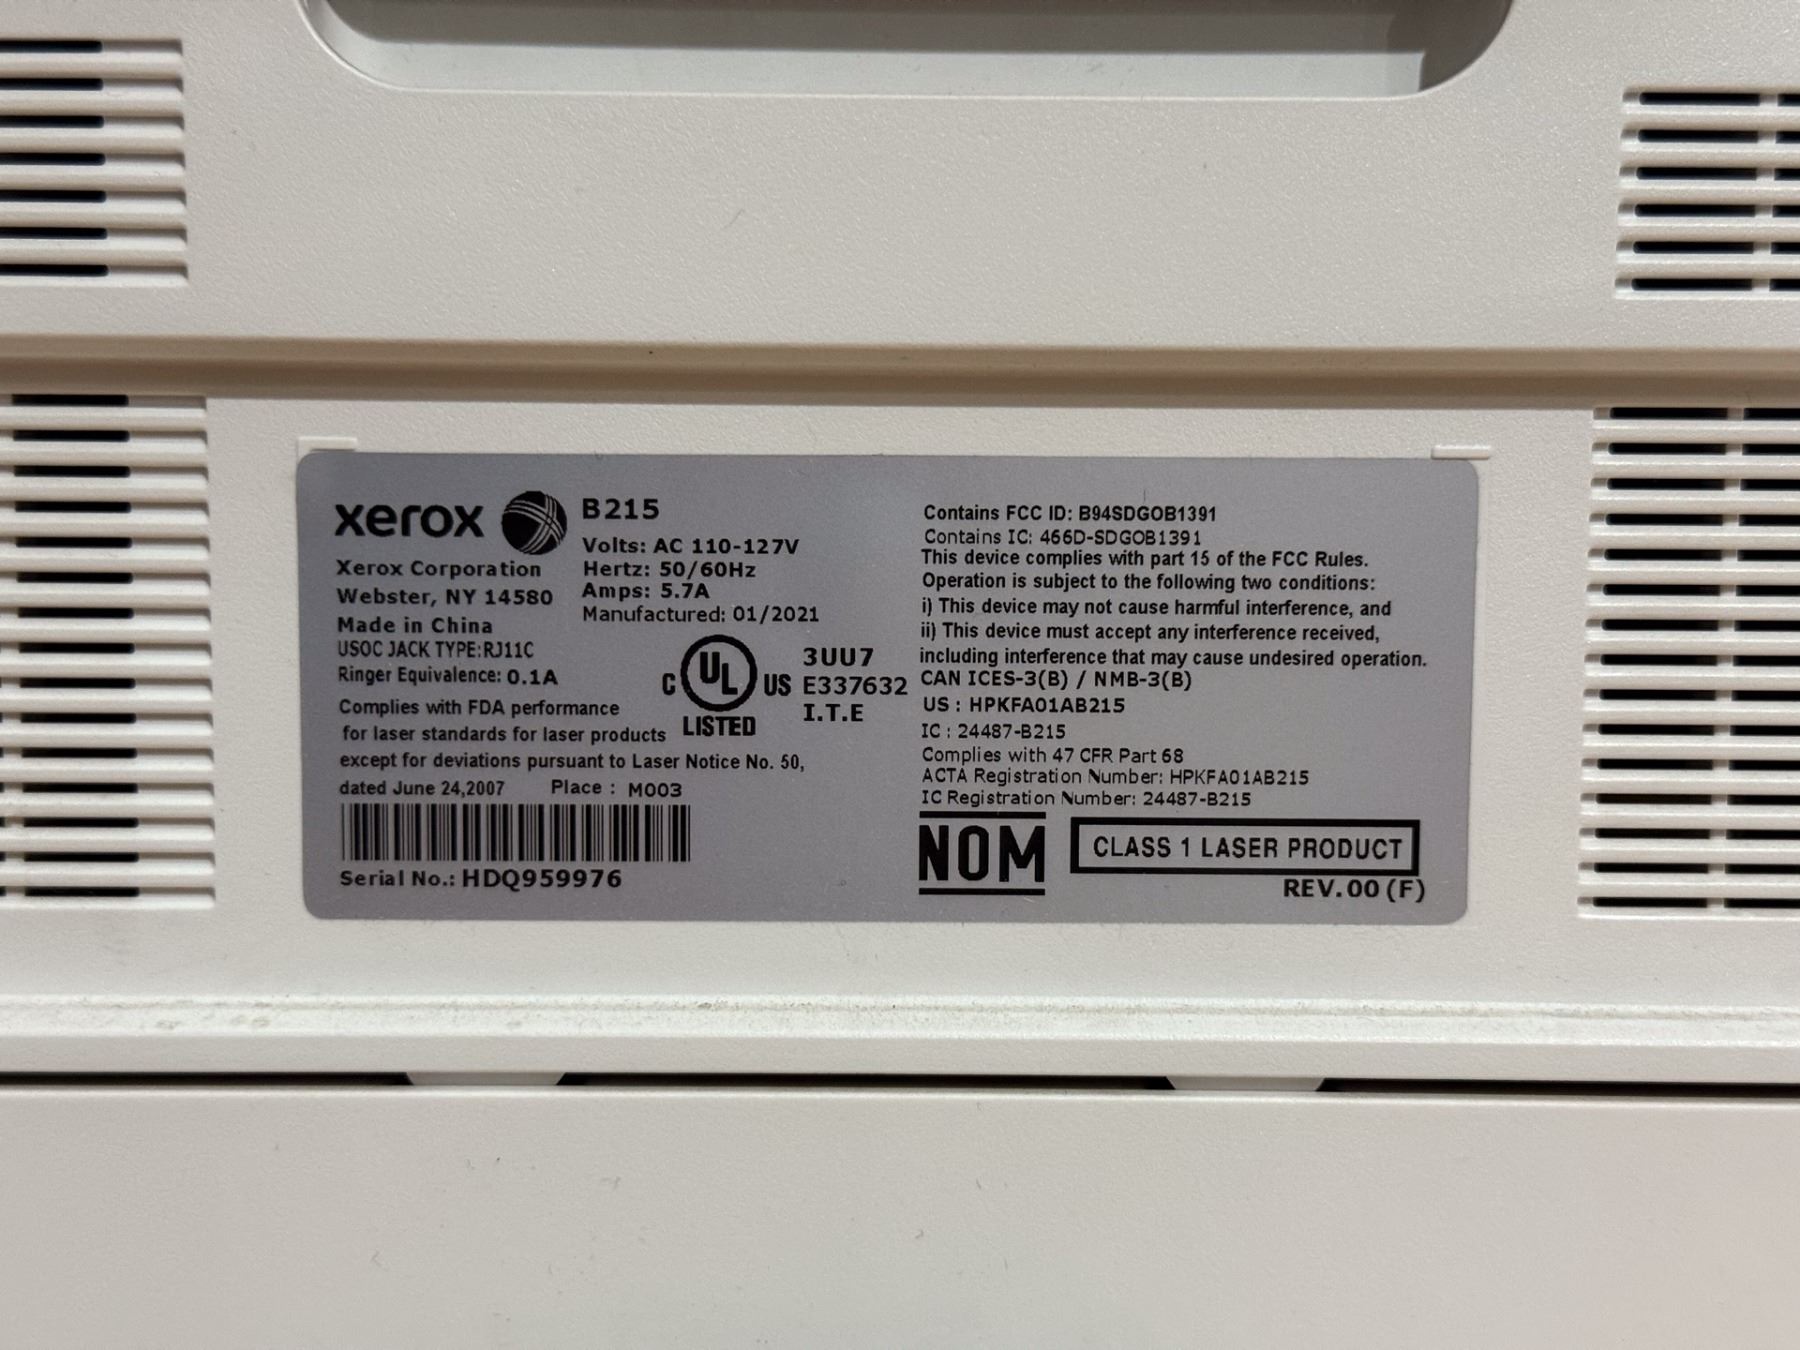 xerox
B215
Volts: AC 110-127V
Hertz: 50/60Hz
Amps: 5.7A
Manufactured: 01/2021
Xerox Corporation
Webster, NY 14580
Made in China
USOC JACK TYPE:RJ11C
Ringer Equivalence: 0.1A
C UL US
LISTED
3UU7
E337632
I.T.E
Complies with FDA performance
for laser standards for laser products
except for deviations pursuant to Laser Notice No. 50,
dated June 24,2007 Place : M003
Serial No.: HDQ959976
Contains FCC ID: B94SDGOB1391
Contains IC: 466D-SDGOB1391
This device complies with part 15 of the FCC Rules.
Operation is subject to the following two conditions:
i) This device may not cause harmful interference, and
ii) This device must accept any interference received,
including interference that may cause undesired operation.
CAN ICES-3(B) / NMB-3(B)
US : HPKFA01AB215
IC : 24487-B215
Complies with 47 CFR Part 68
ACTA Registration Number: HPKFA01AB215
IC Registration Number: 24487-B215
NOM
CLASS 1 LASER PRODUCT
REV.00 (F)